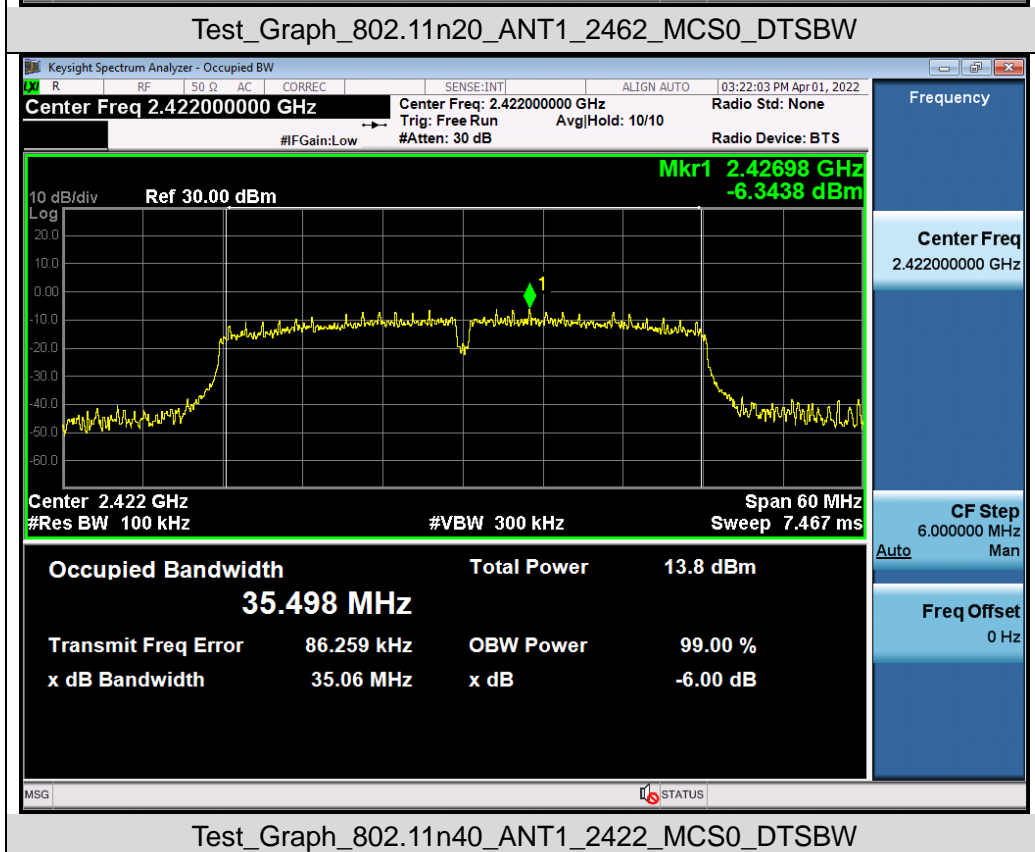 Test_Graph_802.11n20_ANT1_2462_MCS0_DTSBW
Keysight Spectrum Analyzer - Occupied BW
LXI R RF 50 Ω AC CORREC SENSE:INT ALIGN AUTO 03:22:03 PM Apr 01, 2022
Center Freq 2.422000000 GHz
Center Freq: 2.422000000 GHz
Radio Std: None
Trig: Free Run Avg|Hold: 10/10
#IFGain:Low #Atten: 30 dB Radio Device: BTS
Frequency
Mkr1 2.42698 GHz
-6.3438 dBm
10 dB/div Ref 30.00 dBm
Log
20.0
10.0
0.00
-10.0
-20.0
-30.0
-40.0
-50.0
-60.0
1
Center 2.422 GHz Span 60 MHz
#Res BW 100 kHz #VBW 300 kHz Sweep 7.467 ms
Center Freq
2.422000000 GHz
CF Step
6.000000 MHz
Auto Man
Freq Offset
0 Hz
Occupied Bandwidth Total Power 13.8 dBm
35.498 MHz
Transmit Freq Error 86.259 kHz OBW Power 99.00 %
x dB Bandwidth 35.06 MHz x dB -6.00 dB
MSG STATUS
Test_Graph_802.11n40_ANT1_2422_MCS0_DTSBW